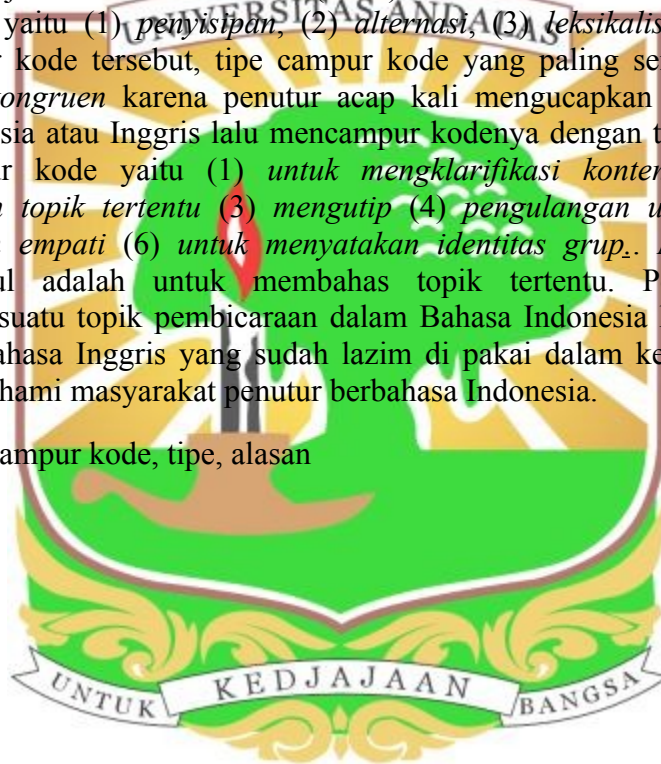 UNIVERSITAS ANDALAS
yaitu (1) penyisipan, (2) alternasi, (3) leksikalis
kode tersebut, tipe campur kode yang paling se
ongruen karena penutur acap kali mengucapkan
sia atau Inggris lalu mencampur kodenya dengan t
r kode yaitu (1) untuk mengklarifikasi konten
topik tertentu (3) mengutip (4) pengulangan u
empati (6) untuk menyatakan identitas grup..
ul adalah untuk membahas topik tertentu. P
suatu topik pembicaraan dalam Bahasa Indonesia
ahasa Inggris yang sudah lazim di pakai dalam ke
hami masyarakat penutur berbahasa Indonesia.
ampur kode, tipe, alasan
UNTUK KEDJAJAAN BANGSA